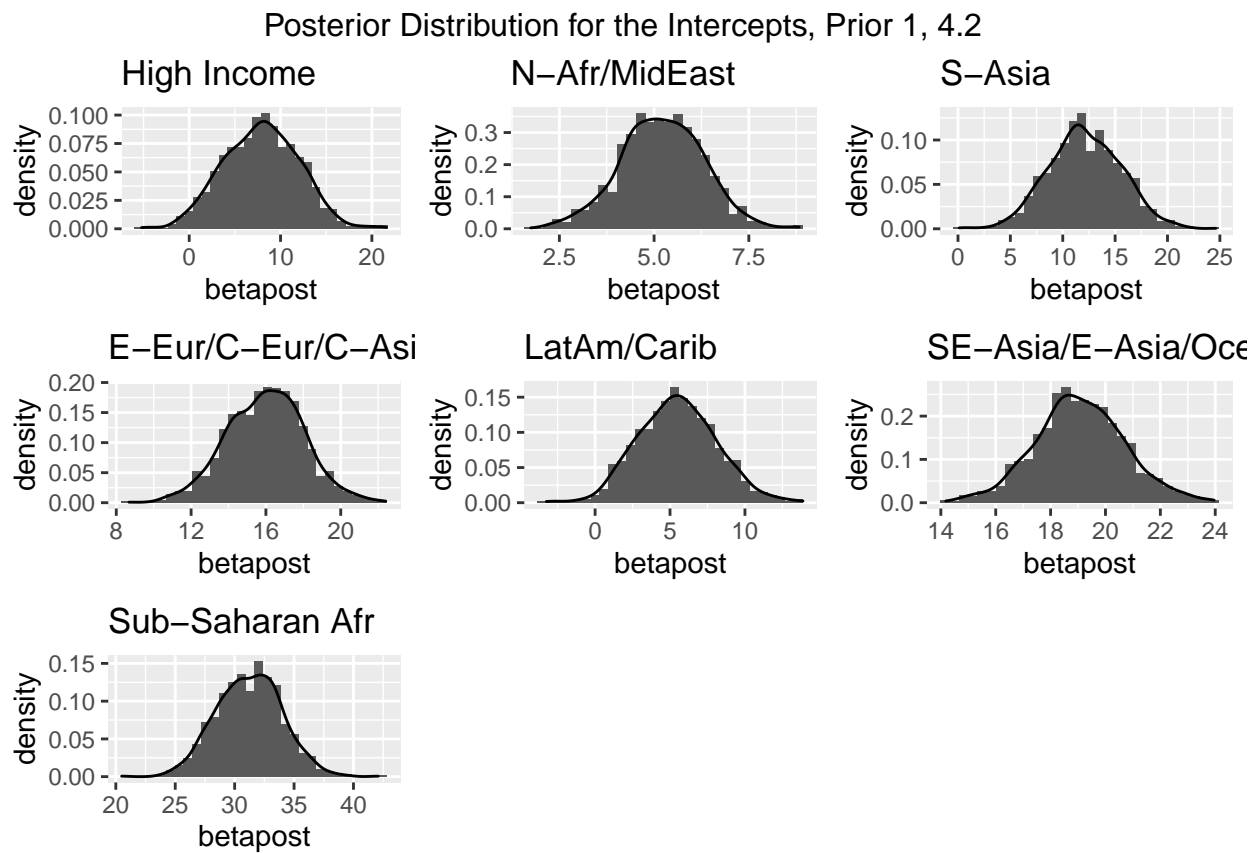 Posterior Distribution for the Intercepts, Prior 1, 4.2
High Income
N−Afr/MidEast
S−Asia
density
0.100
0.075
0.050
0.025
0.000
0 10 20
betapost
density
0.3
0.2
0.1
0.0
2.5 5.0 7.5
betapost
density
0.10
0.05
0.00
0 5 10 15 20 25
betapost
E−Eur/C−Eur/C−Asi
LatAm/Carib
SE−Asia/E−Asia/Oce
density
0.20
0.15
0.10
0.05
0.00
8 12 16 20
betapost
density
0.15
0.10
0.05
0.00
0 5 10
betapost
density
0.2
0.1
0.0
14 16 18 20 22 24
betapost
Sub−Saharan Afr
density
0.15
0.10
0.05
0.00
20 25 30 35 40
betapost